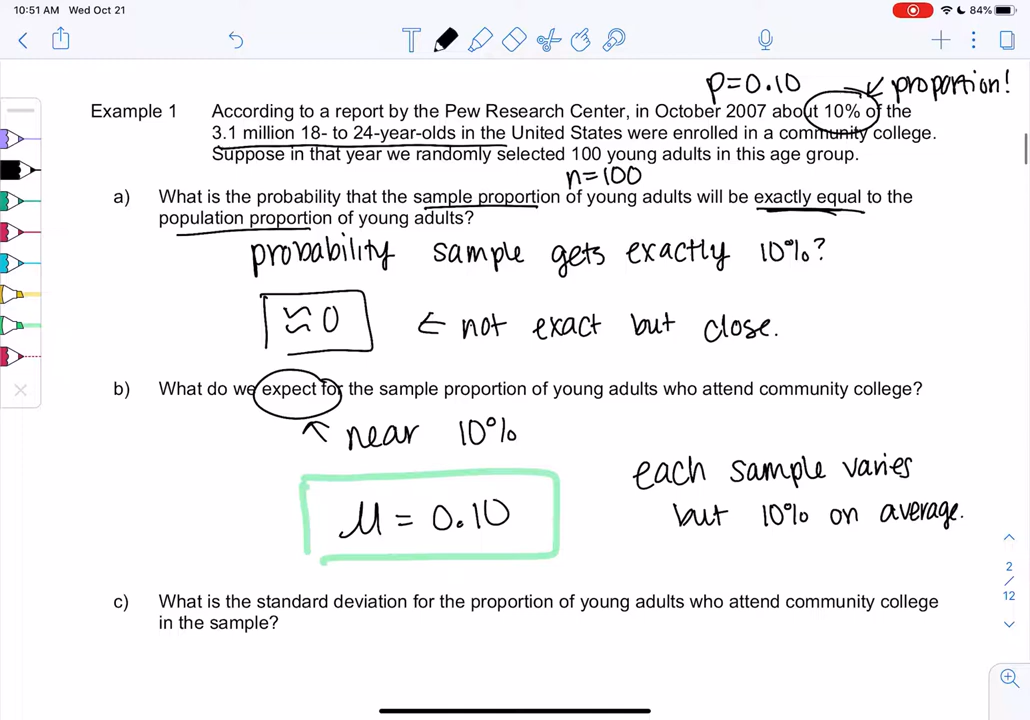 10:51 AM Wed Oct 21
84%
T
p=0.10
proportion!
Example 1 According to a report by the Pew Research Center, in October 2007 about 10% of the
3.1 million 18- to 24-year-olds in the United States were enrolled in a community college.
Suppose in that year we randomly selected 100 young adults in this age group.
n=100
a) What is the probability that the sample proportion of young adults will be exactly equal to the
population proportion of young adults?
probability sample gets exactly 10%?
≈0 ← not exact but close.
b) What do we expect for the sample proportion of young adults who attend community college?
↑ near 10%
each sample varies
μ = 0.10
but 10% on average.
c) What is the standard deviation for the proportion of young adults who attend community college
in the sample?
2
/
12